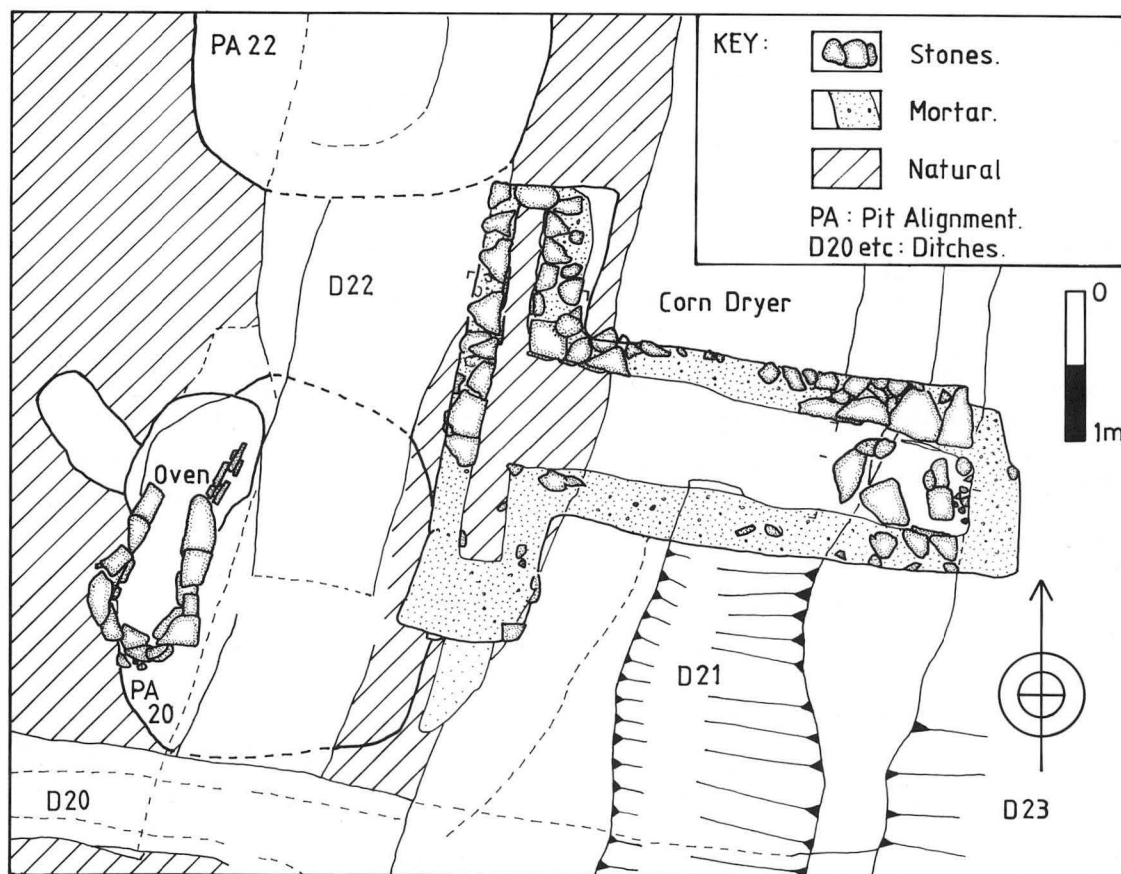 PA 22
KEY:
Stones.
Mortar.
Natural
PA : Pit Alignment.
D20 etc : Ditches.
D22
Corn Dryer
0
1m
Oven
PA
20
D21
D20
D23